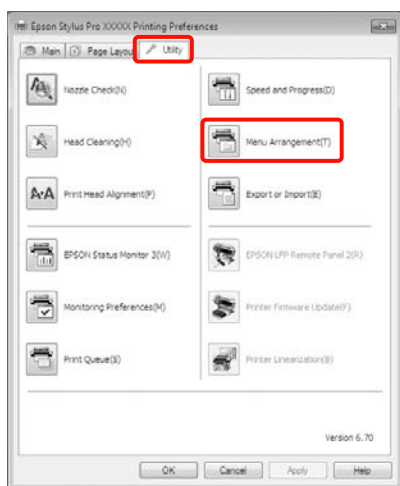 Epson Stylus Pro XXXXX Printing Preferences
Main
Page Layou
Utility
Nozzle Check(N)
Speed and Progress(D)
Head Cleaning(H)
Menu Arrangement(T)
Print Head Alignment(P)
Export or Import(E)
EPSON Status Monitor 3(W)
EPSON LFP Remote Panel 2(R)
Monitoring Preferences(M)
Printer Firmware Update(F)
Print Queue(S)
Printer Linearization(B)
Version 6.70
OK
Cancel
Apply
Help